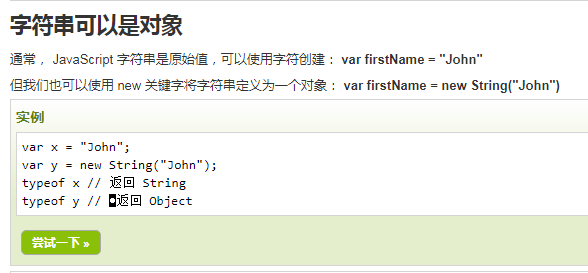 字符串可以是对象
通常， JavaScript 字符串是原始值，可以使用字符创建： var firstName = "John"
但我们也可以使用 new 关键字将字符串定义为一个对象： var firstName = new String("John")
实例
var x = "John";
var y = new String("John");
typeof x // 返回 String
typeof y // 返回 Object
尝试一下 »